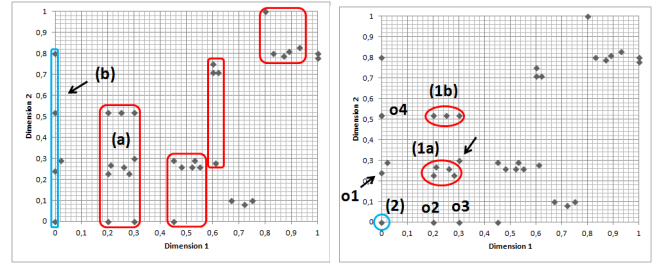 1
0,9
0,8
0,7
0,6
0,5
0,4
0,3
0,2
0,1
0
0 0,1 0,2 0,3 0,4 0,5 0,6 0,7 0,8 0,9 1
Dimension 2
Dimension 1
(b)
(a)
1
0,9
0,8
0,7
0,6
0,5
0,4
0,3
0,2
0,1
0
0 0,1 0,2 0,3 0,4 0,5 0,6 0,7 0,8 0,9 1
Dimension 2
Dimension 1
(1b)
o4
(1a)
o1
(2) o2 o3